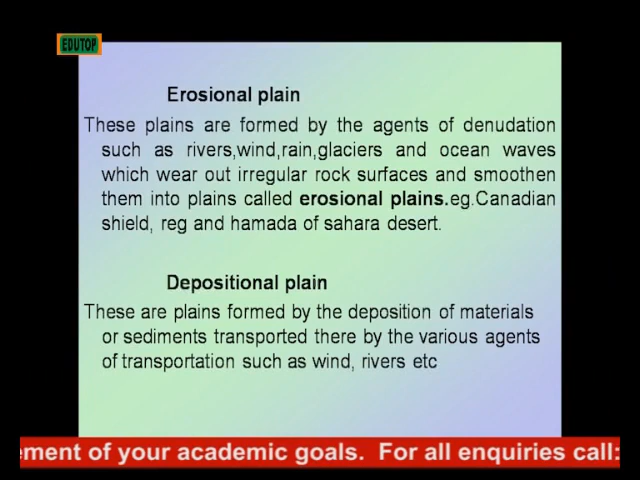 EDUTOP
Erosional plain
These plains are formed by the agents of denudation
such as rivers,wind,rain,glaciers and ocean waves
which wear out irregular rock surfaces and smoothen
them into plains called erosional plains.eg.Canadian
shield, reg and hamada of sahara desert.
Depositional plain
These are plains formed by the deposition of materials
or sediments transported there by the various agents
of transportation such as wind, rivers etc
ement of your academic goals. For all enquiries call: